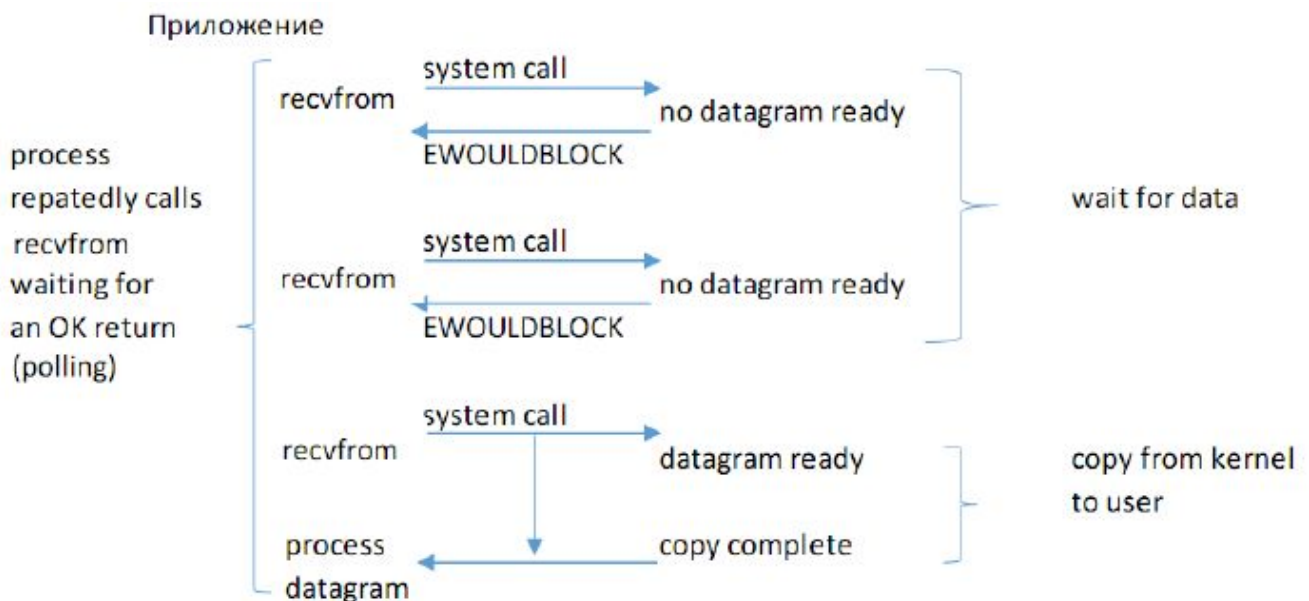 Приложение
system call
recvfrom
no datagram ready
EWOULDBLOCK
process
repatedly calls
recvfrom
waiting for
an OK return
(polling)
wait for data
system call
recvfrom
no datagram ready
EWOULDBLOCK
system call
recvfrom
datagram ready
copy from kernel
to user
process
datagram
copy complete